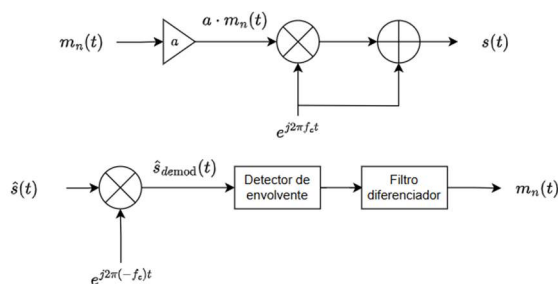 m_n(t)
a
a · m_n(t)
s(t)
e^{j2πf_c t}
ŝ(t)
ŝ_demod(t)
Detector de
envolvente
Filtro
diferenciador
m_n(t)
e^{j2π(-f_c)t}